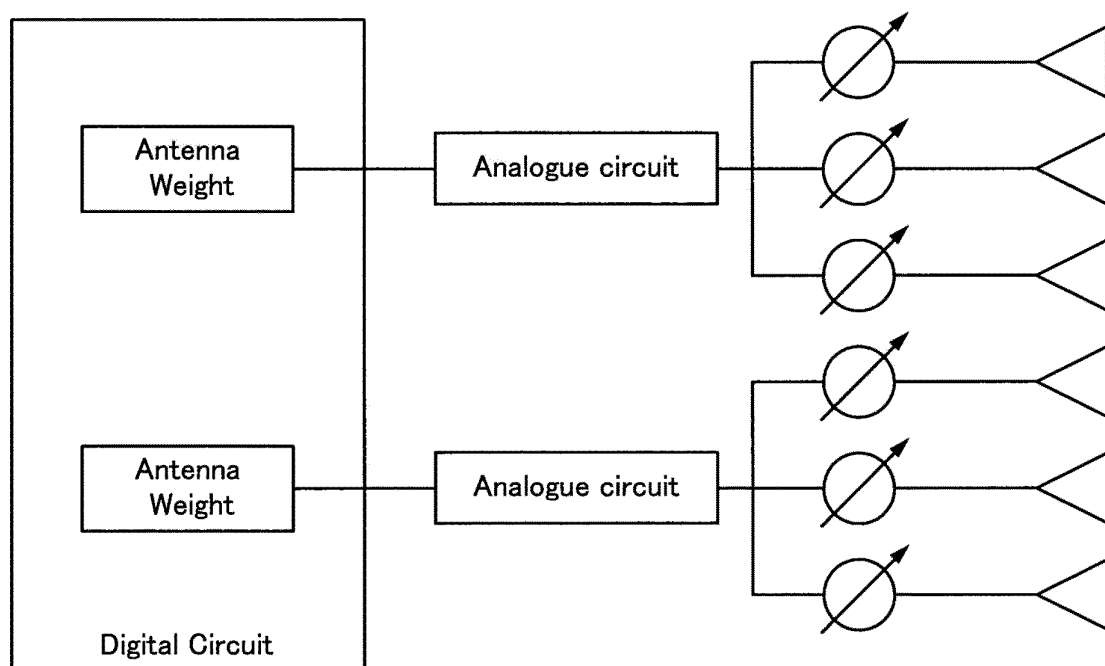 Antenna
Weight
Analogue circuit
Antenna
Weight
Analogue circuit
Digital Circuit